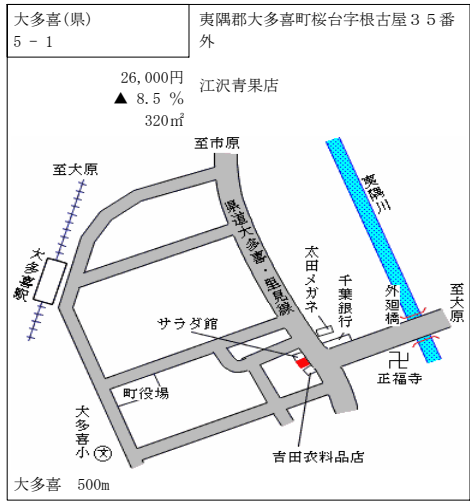 大多喜(県)
5 - 1
夷隅郡大多喜町桜台字根古屋３５番
外
26,000円
▲ 8.5 %
320㎡
江沢青果店
至市原
至大原
夷隅川
県道大多喜・里見線
大多喜駅
太田メガネ
千葉銀行
外廻橋
至大原
サラダ館
卍
正福寺
町役場
大多喜小
文
吉田衣料品店
大多喜 500m